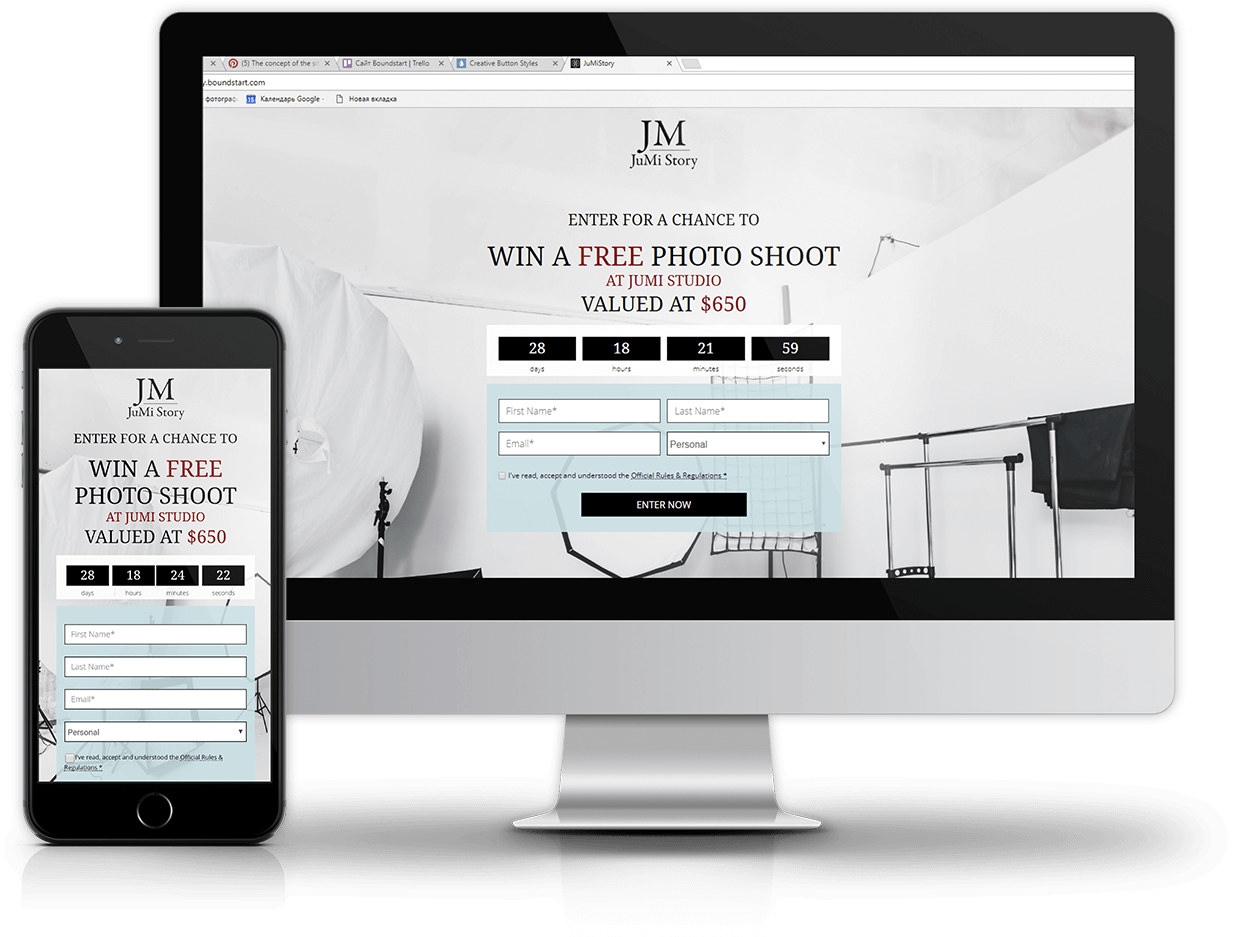 (5) The concept of the si
Сайт Boundstart | Trello
Creative Button Styles
JuMiStory
y.boundstart.com
фотограф
Календарь Google -
Новая вкладка
JM
JuMi Story
ENTER FOR A CHANCE TO
WIN A FREE PHOTO SHOOT
AT JUMI STUDIO
VALUED AT $650
28 18 21 59
days hours minutes seconds
First Name* Last Name*
Email* Personal
I've read, accept and understood the Official Rules & Regulations *
ENTER NOW
JM
JuMi Story
ENTER FOR A CHANCE TO
WIN A FREE
PHOTO SHOOT
AT JUMI STUDIO
VALUED AT $650
28 18 24 22
days hours minutes seconds
First Name*
Last Name*
Email*
Personal
I've read, accept and understood the Official Rules &
Regulations *